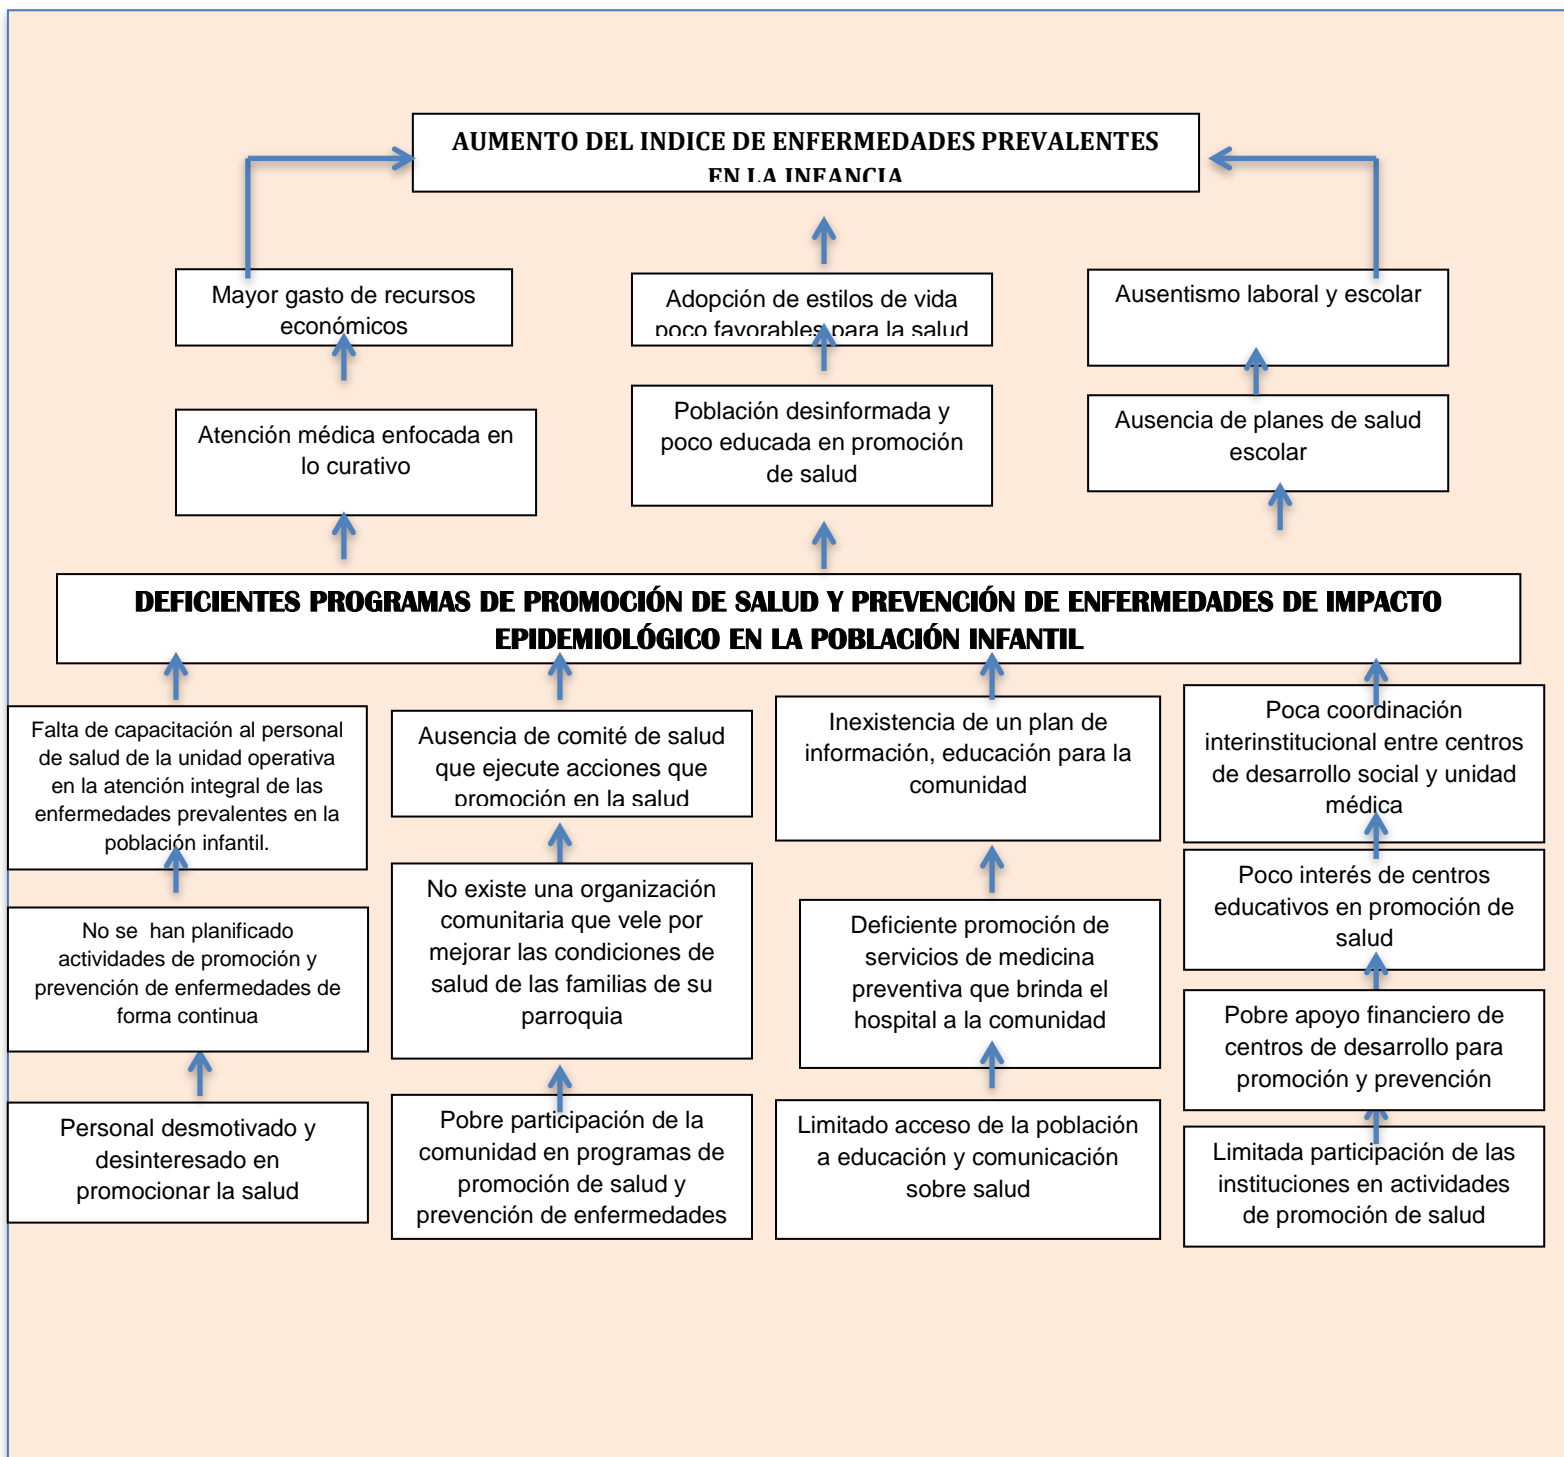 AUMENTO DEL INDICE DE ENFERMEDADES PREVALENTES
EN LA INFANCIA
Mayor gasto de recursos
económicos
Adopción de estilos de vida
poco favorables para la salud
Ausentismo laboral y escolar
Atención médica enfocada en
lo curativo
Población desinformada y
poco educada en promoción
de salud
Ausencia de planes de salud
escolar
DEFICIENTES PROGRAMAS DE PROMOCIÓN DE SALUD Y PREVENCIÓN DE ENFERMEDADES DE IMPACTO
EPIDEMIOLÓGICO EN LA POBLACIÓN INFANTIL
Falta de capacitación al personal
de salud de la unidad operativa
en la atención integral de las
enfermedades prevalentes en la
población infantil.
Ausencia de comité de salud
que ejecute acciones que
promoción en la salud
Inexistencia de un plan de
información, educación para la
comunidad
Poca coordinación
interinstitucional entre centros
de desarrollo social y unidad
médica
No se  han planificado
actividades de promoción y
prevención de enfermedades de
forma continua
No existe una organización
comunitaria que vele por
mejorar las condiciones de
salud de las familias de su
parroquia
Deficiente promoción de
servicios de medicina
preventiva que brinda el
hospital a la comunidad
Poco interés de centros
educativos en promoción de
salud
Pobre apoyo financiero de
centros de desarrollo para
promoción y prevención
Personal desmotivado y
desinteresado en
promocionar la salud
Pobre participación de la
comunidad en programas de
promoción de salud y
prevención de enfermedades
Limitado acceso de la población
a educación y comunicación
sobre salud
Limitada participación de las
instituciones en actividades
de promoción de salud